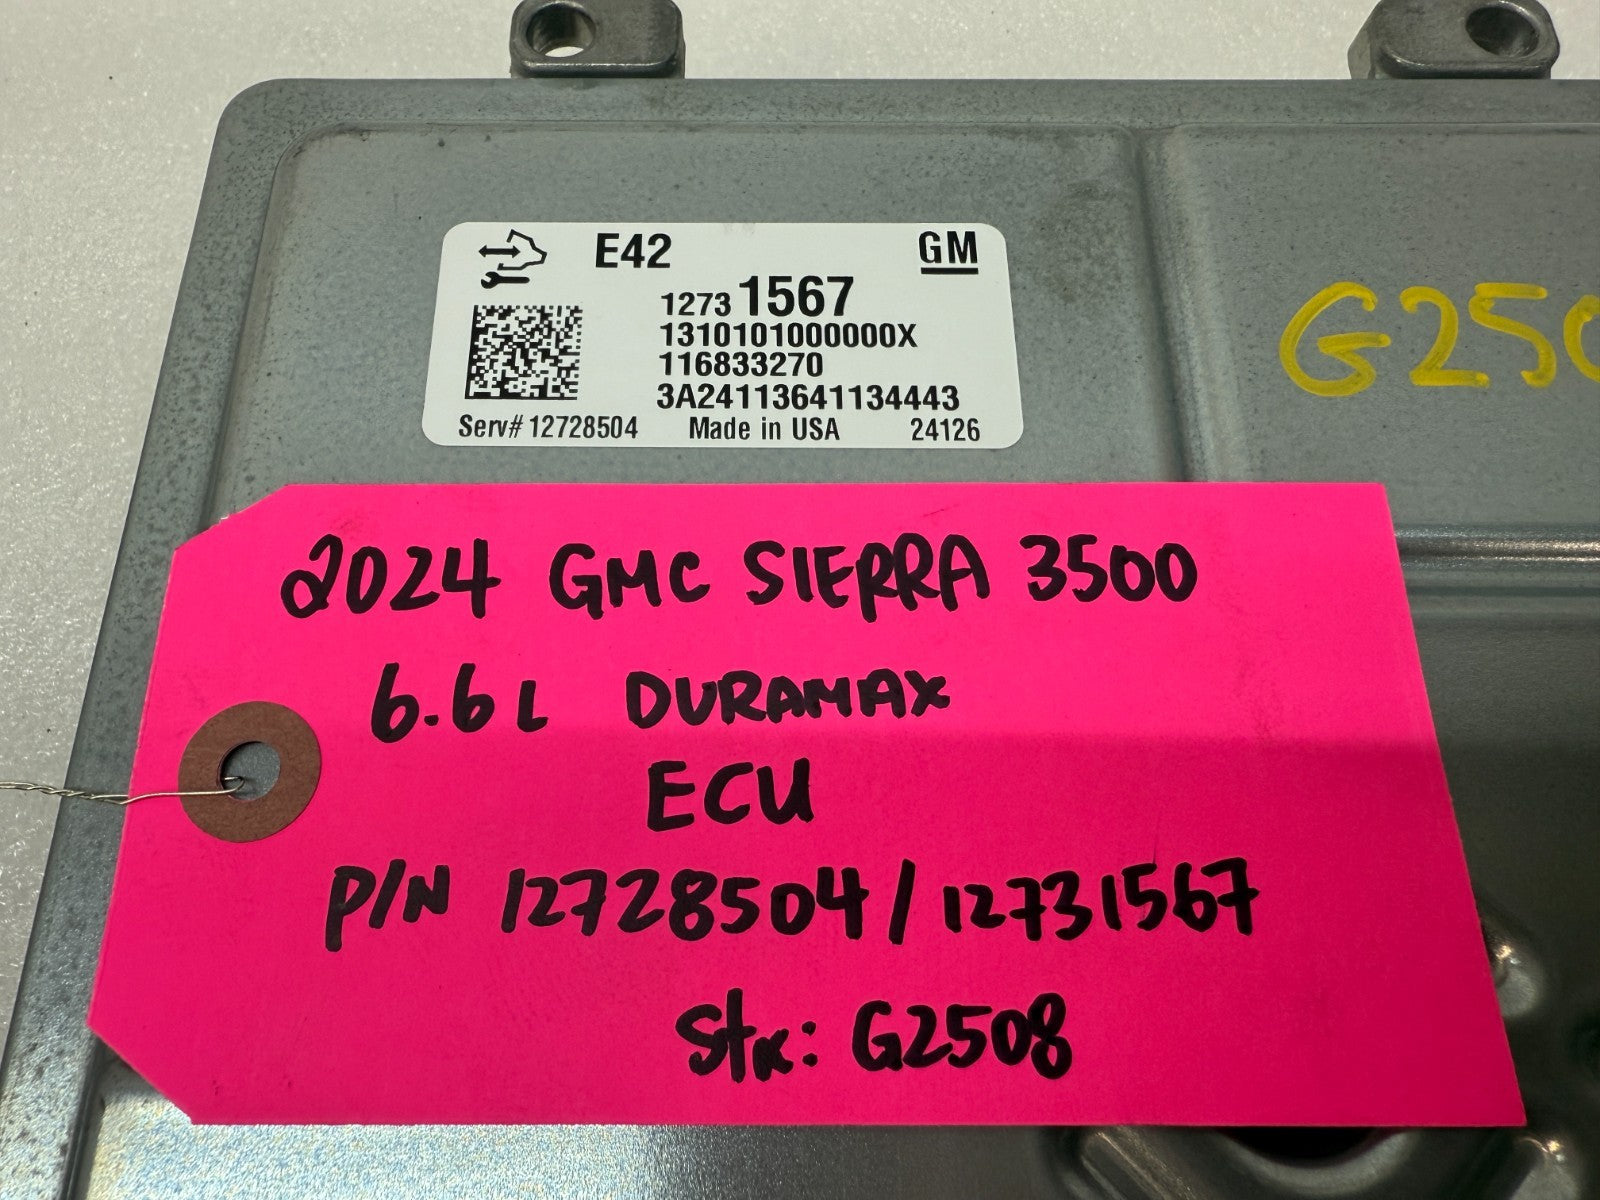 E42 GM
1273 1567
1310101000000X
116833270
3A24113641134443
Serv# 12728504 Made in USA 24126
G250
2024 GMC SIERRA 3500
6.6L DURAMAX
ECU
P/N 12728504 / 12731567
Stk: G2508